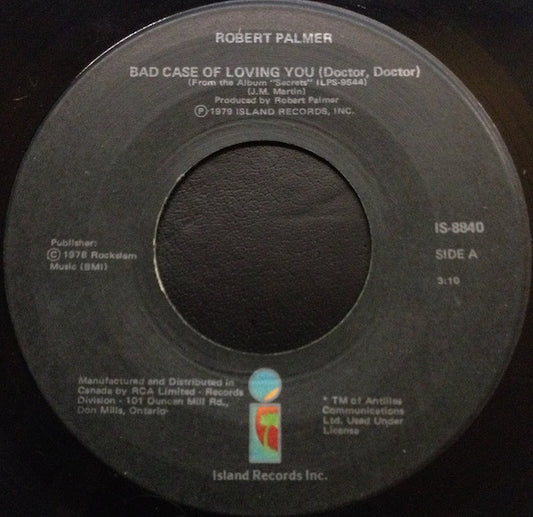 ROBERT PALMER
BAD CASE OF LOVING YOU (Doctor, Doctor)
(From the Album "Secrets" ILPS-9544)
(J.M. Martin)
Produced by Robert Palmer
Ⓟ 1979 ISLAND RECORDS, INC.
IS-8840
Publisher:
© 1978 Rockslam
Music (BMI)
SIDE A
3:10
Manufactured and Distributed in
Canada by RCA Limited - Records
Division - 101 Duncan Mill Rd.,
Don Mills, Ontario
* TM of Antilles
Communications
Ltd. Used Under
License
Island Records Inc.